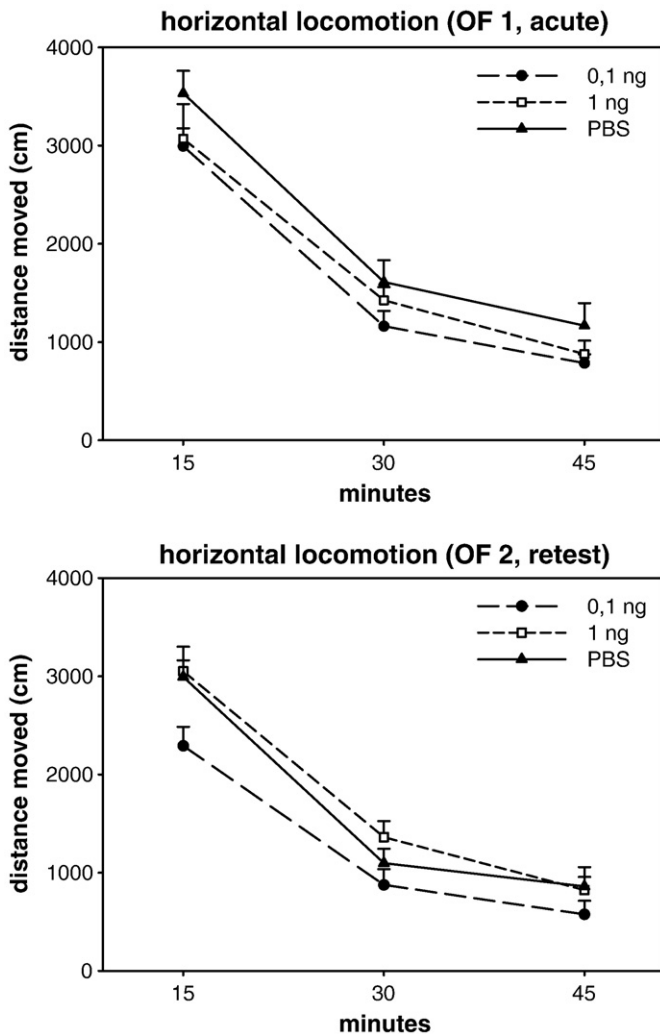 horizontal locomotion (OF 1, acute)
4000
3000
2000
1000
0
distance moved (cm)
0,1 ng
1 ng
PBS
15 30 45
minutes
horizontal locomotion (OF 2, retest)
4000
3000
2000
1000
0
distance moved (cm)
0,1 ng
1 ng
PBS
15 30 45
minutes